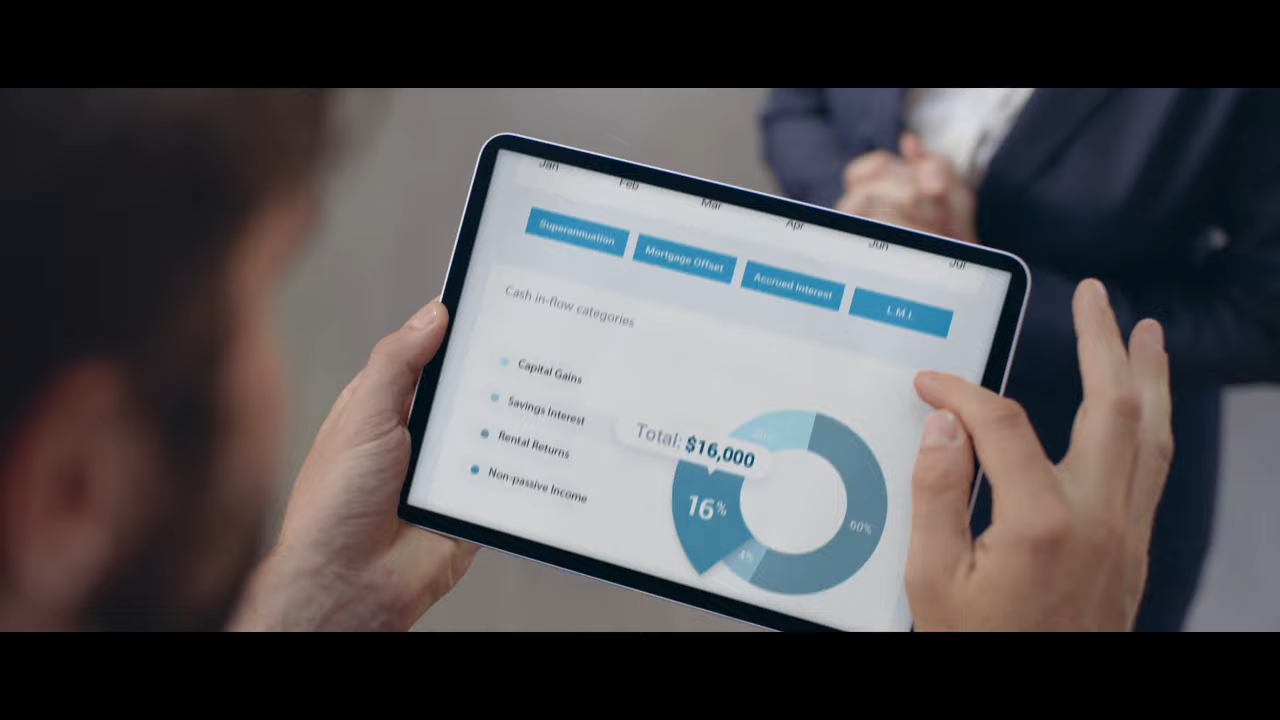 Jan Feb Mar Apr Jun Jul
Superannuation Mortgage Offset Accrued Interest L.M.I.
Cash in-flow categories
Capital Gains
Savings Interest
Rental Returns
Non-passive Income
20%
Total: $16,000
16%
60%
4%